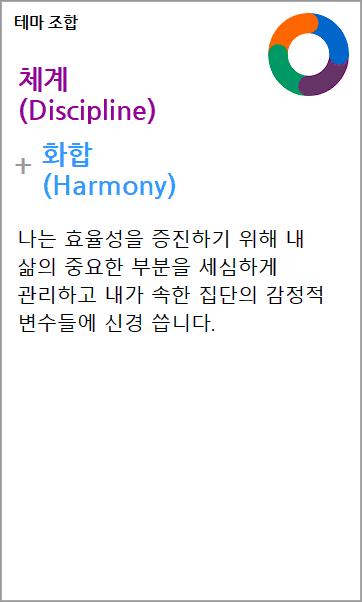 테마 조합
체계
(Discipline)
+ 화합
(Harmony)
나는 효율성을 증진하기 위해 내
삶의 중요한 부분을 세심하게
관리하고 내가 속한 집단의 감정적
변수들에 신경 씁니다.